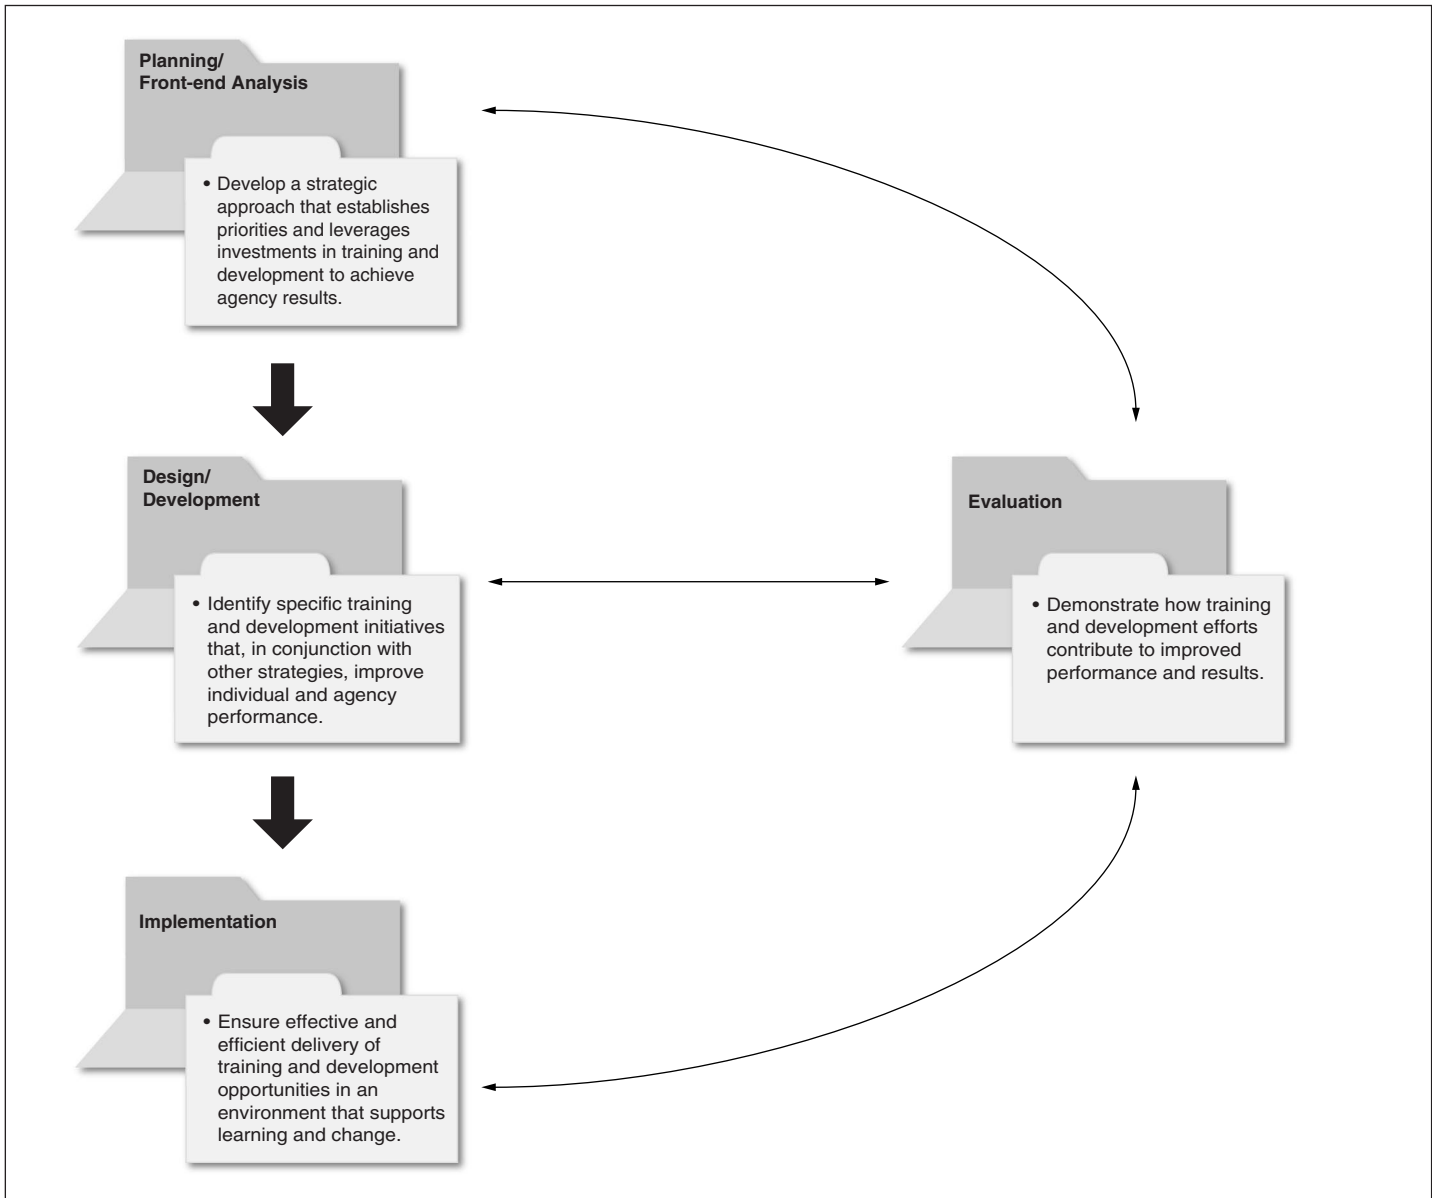 Planning/
Front-end Analysis
• Develop a strategic
approach that establishes
priorities and leverages
investments in training and
development to achieve
agency results.
Design/
Development
• Identify specific training
and development initiatives
that, in conjunction with
other strategies, improve
individual and agency
performance.
Evaluation
• Demonstrate how training
and development efforts
contribute to improved
performance and results.
Implementation
• Ensure effective and
efficient delivery of
training and development
opportunities in an
environment that supports
learning and change.